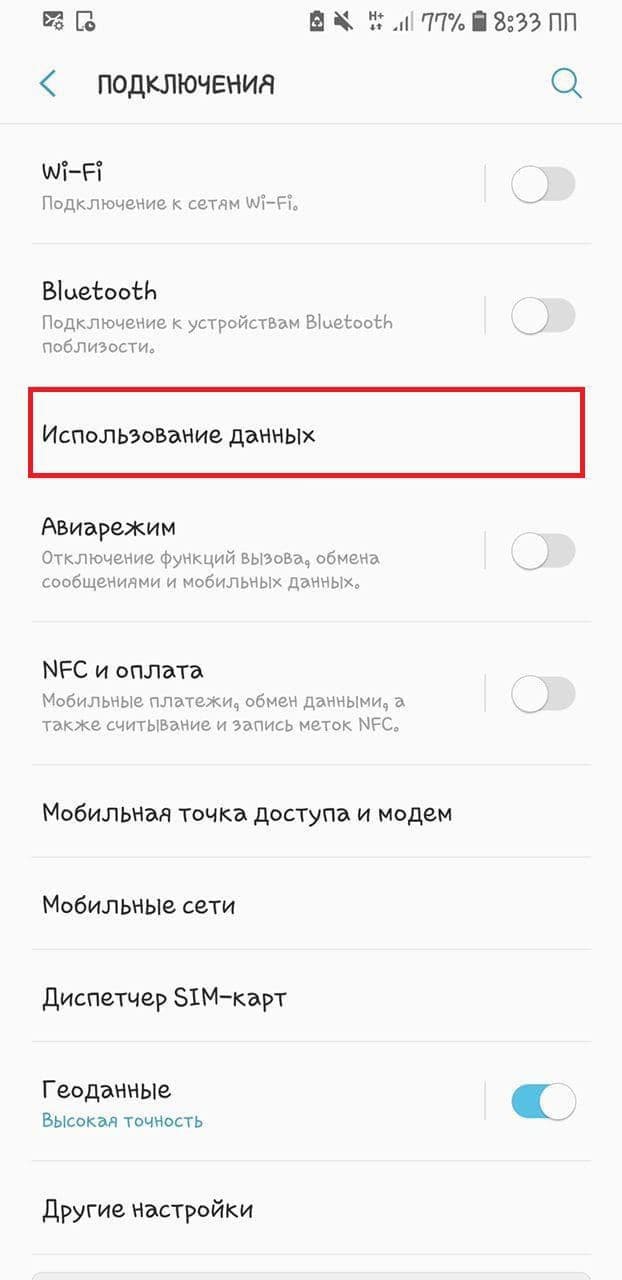 H+ 77% 8:33 ПП
ПОДКЛЮЧЕНИЯ
Wi-Fi
Подключение к сетям Wi-Fi.
Bluetooth
Подключение к устройствам Bluetooth
поблизости.
Использование данных
Авиарежим
Отключение функций вызова, обмена
сообщениями и мобильных данных.
NFC и оплата
Мобильные платежи, обмен данными, а
также считывание и запись меток NFC.
Мобильная точка доступа и модем
Мобильные сети
Диспетчер SIM-карт
Геоданные
Высокая точность
Другие настройки